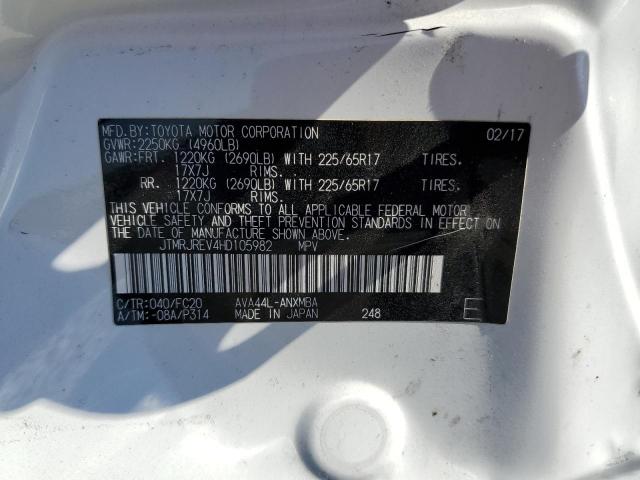 MFD.BY:TOYOTA MOTOR CORPORATION 02/17
GVWR:2250KG (4960LB)
GAWR:FRT. 1220KG (2690LB) WITH 225/65R17 TIRES.
17X7J RIMS.
RR. 1220KG (2690LB) WITH 225/65R17 TIRES.
17X7J RIMS.
THIS VEHICLE CONFORMS TO ALL APPLICABLE FEDERAL MOTOR
VEHICLE SAFETY AND THEFT PREVENTION STANDARDS IN EFFECT ON
THE DATE OF MANUFACTURE SHOWN ABOVE.
JTMRJREV4HD105982 MPV
C/TR:040/FC20 AVA44L-ANXMBA E
A/TM:-08A/P314 MADE IN JAPAN 248